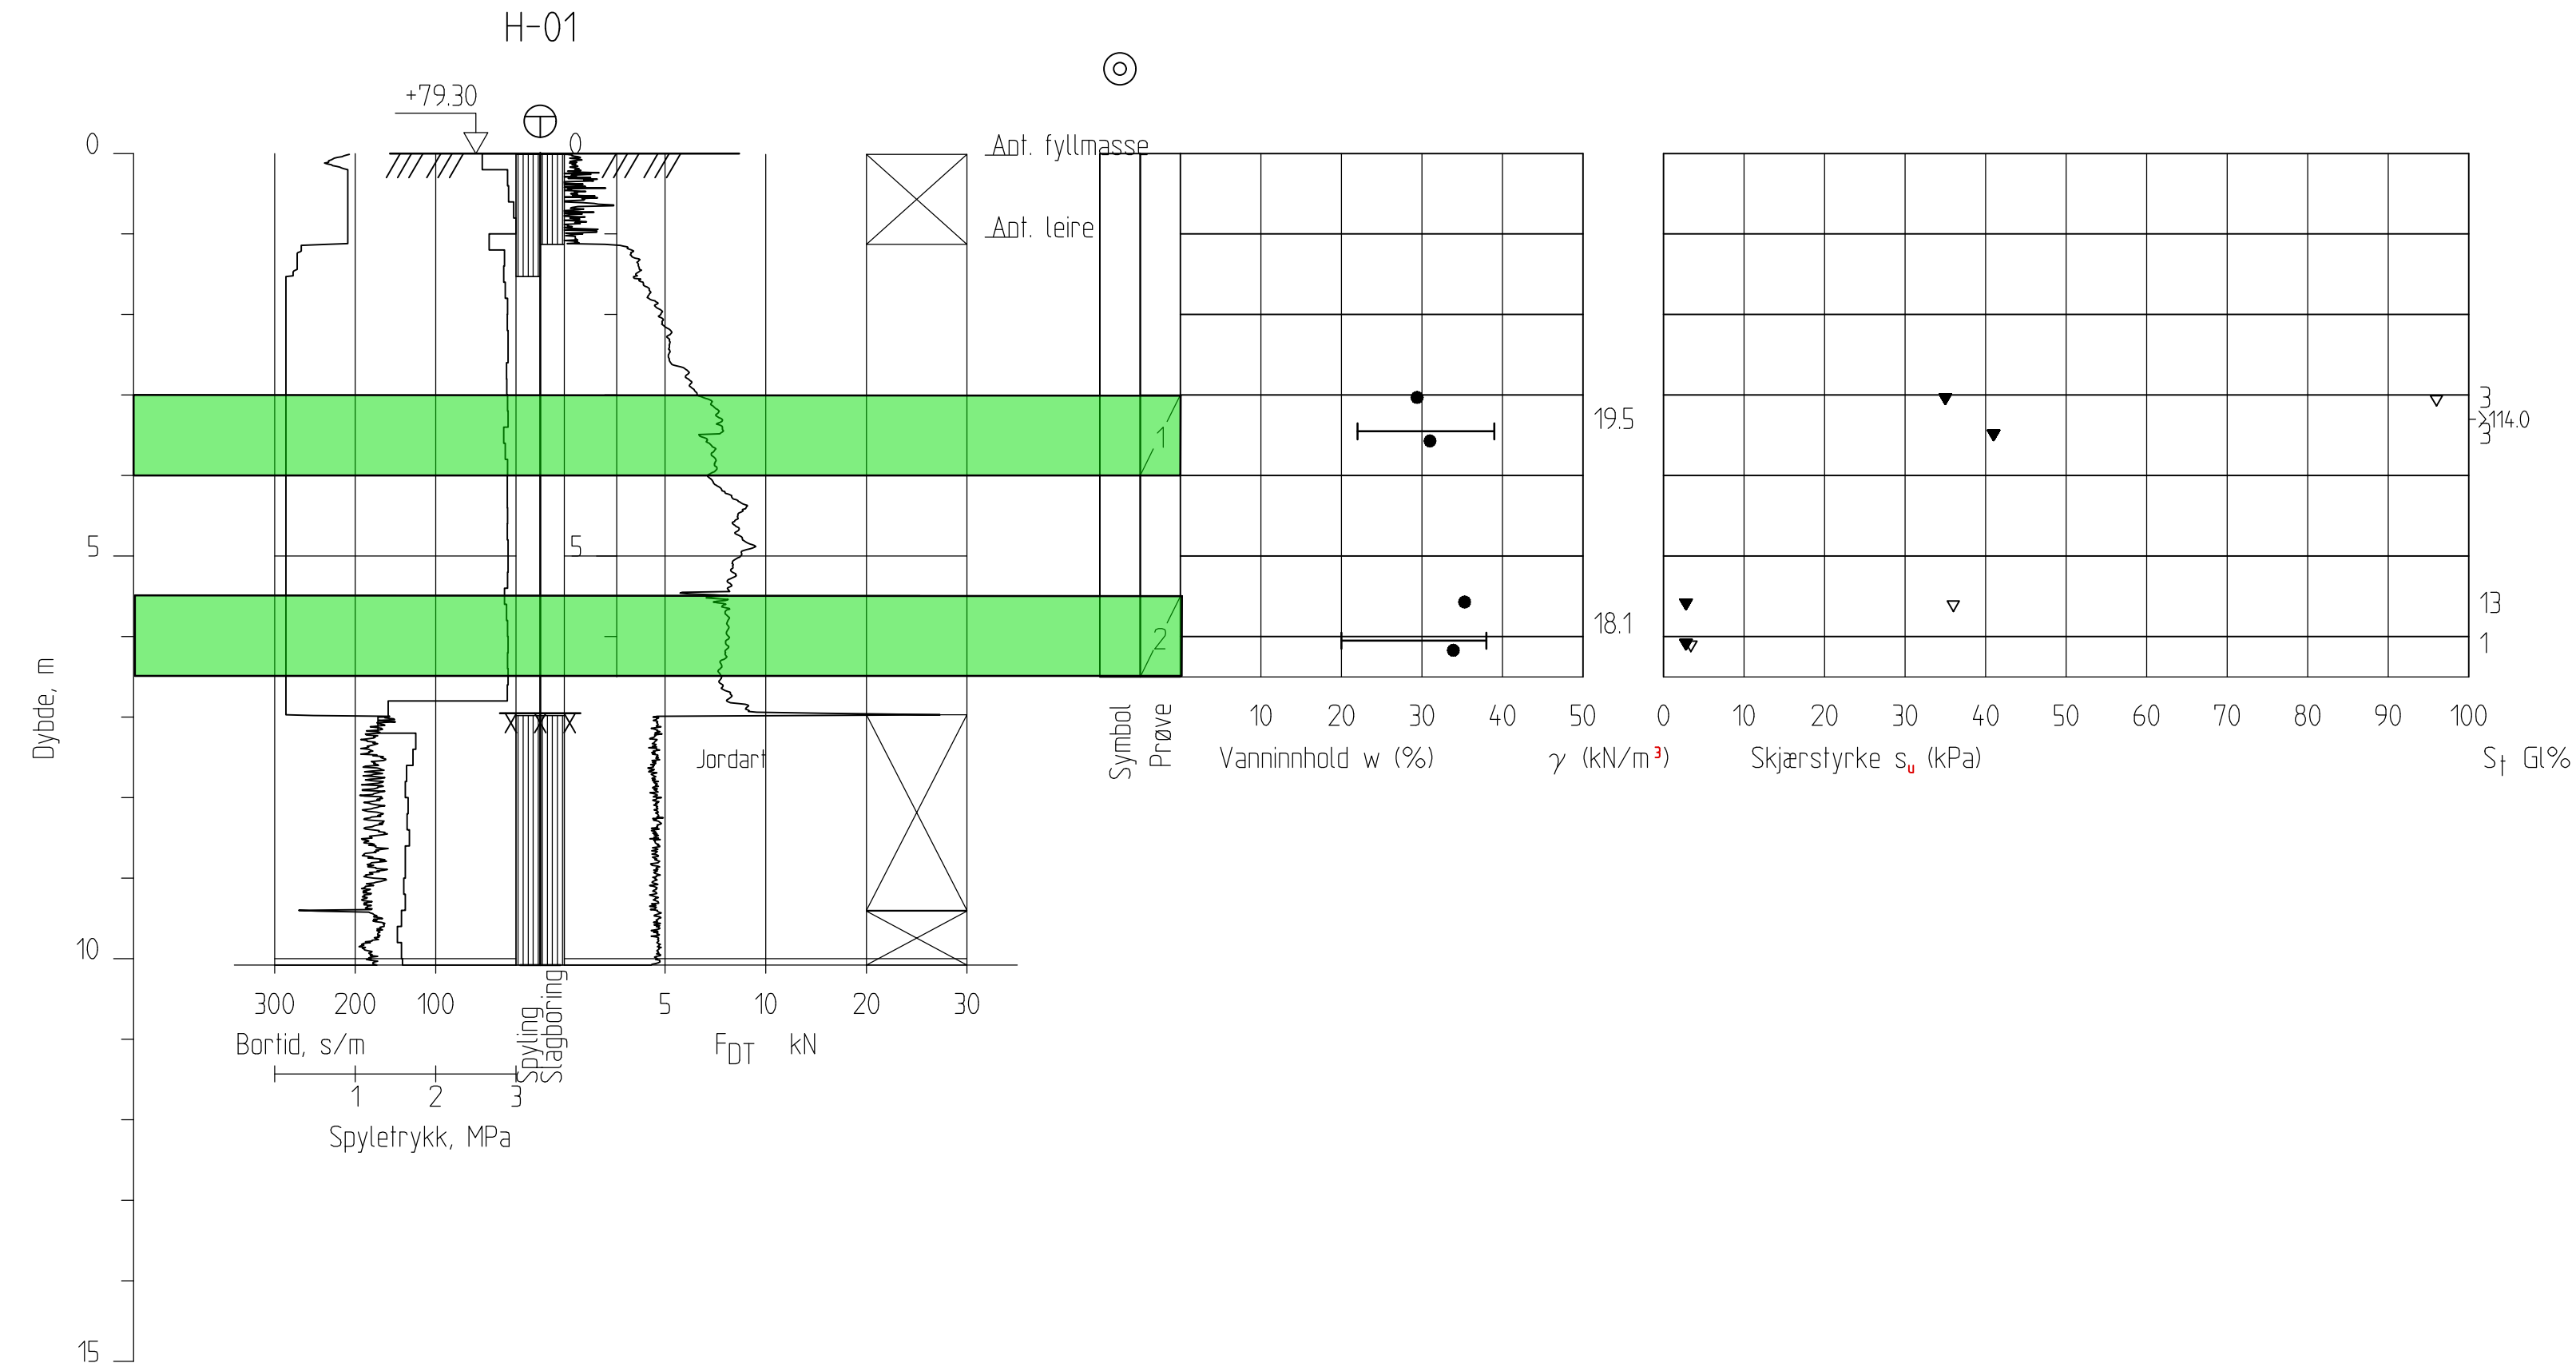 H-01
+79.30
0
0
Ant. fyllmasse
Ant. leire
1
19.5
3
>114.0
3
5
5
2
18.1
13
1
Dybde, m
Jordart
Symbol
Prøve
10 20 30 40 50
Vanninnhold w (%)
γ (kN/m³)
0 10 20 30 40 50 60 70 80 90 100
Skjærstyrke su (kPa)
St Gl%
10
300 200 100
Bortid, s/m
Spyling
Slagboring
5 10 20 30
FDT kN
1 2 3
Spyletrykk, MPa
15